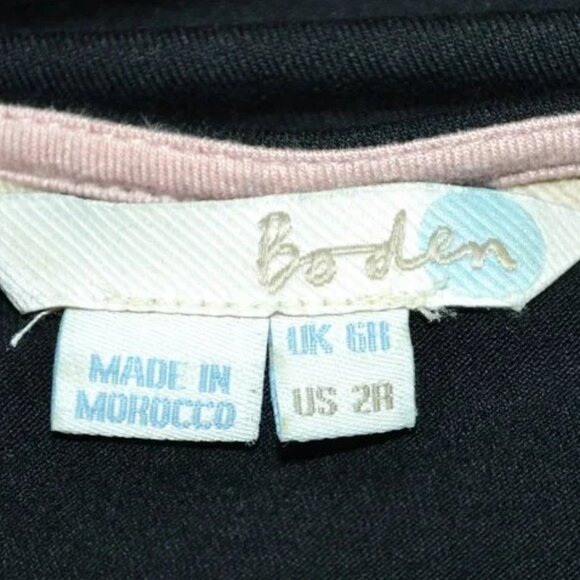 Boden
MADE IN
MOROCCO
UK 6R
US 2R